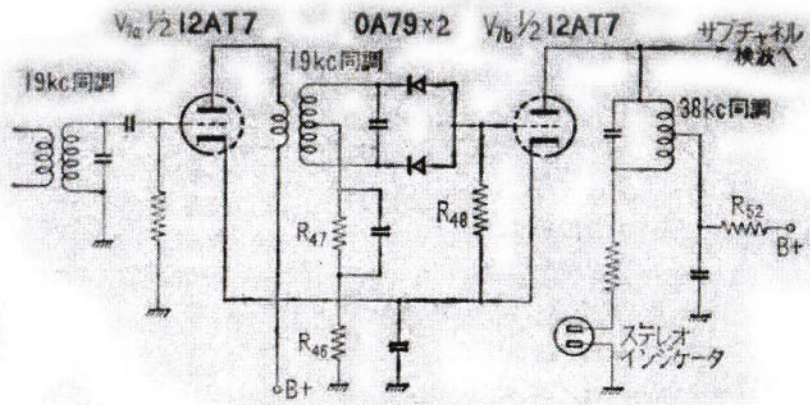 V7a ½ 12AT7
0A79×2
V7b ½ 12AT7
サブチャネル
検波へ
19kc同調
19kc同調
38kc同調
R47
R48
R52
B+
R46
B+
ステレオ
インジケータ